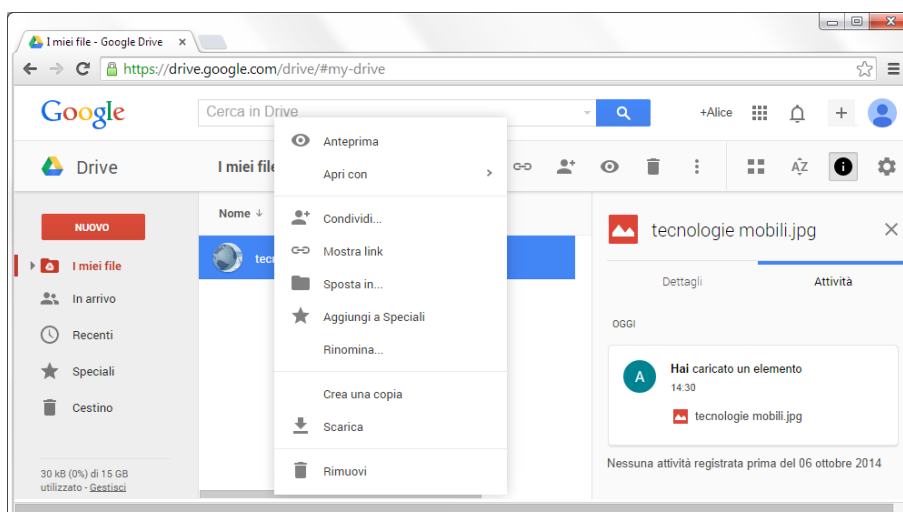 I miei file - Google Drive
https://drive.google.com/drive/#my-drive
Google
Cerca in Drive
+Alice
Drive
I miei file
NUOVO
I miei file
In arrivo
Recenti
Speciali
Cestino
30 kB (0%) di 15 GB
utilizzato - Gestisci
Nome
tec
Anteprima
Apri con
Condividi...
Mostra link
Sposta in...
Aggiungi a Speciali
Rinomina...
Crea una copia
Scarica
Rimuovi
AZ
tecnologie mobili.jpg
Dettagli
Attività
OGGI
A
Hai caricato un elemento
14:30
tecnologie mobili.jpg
Nessuna attività registrata prima del 06 ottobre 2014